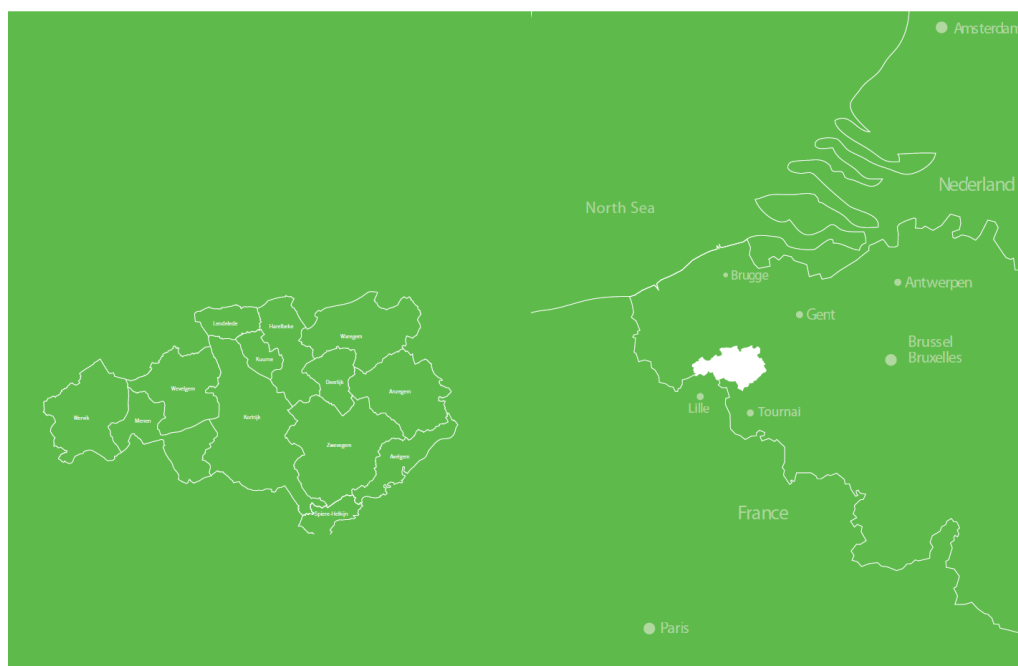 Lendelede
Harelbeke
Waregem
Kuurne
Deerlijk
Anzegem
Wevelgem
Wervik
Menen
Kortrijk
Zwevegem
Avelgem
Spiere-Helkijn
Amsterdam
Nederland
North Sea
Brugge
Antwerpen
Gent
Brussel
Bruxelles
Lille
Tournai
France
Paris